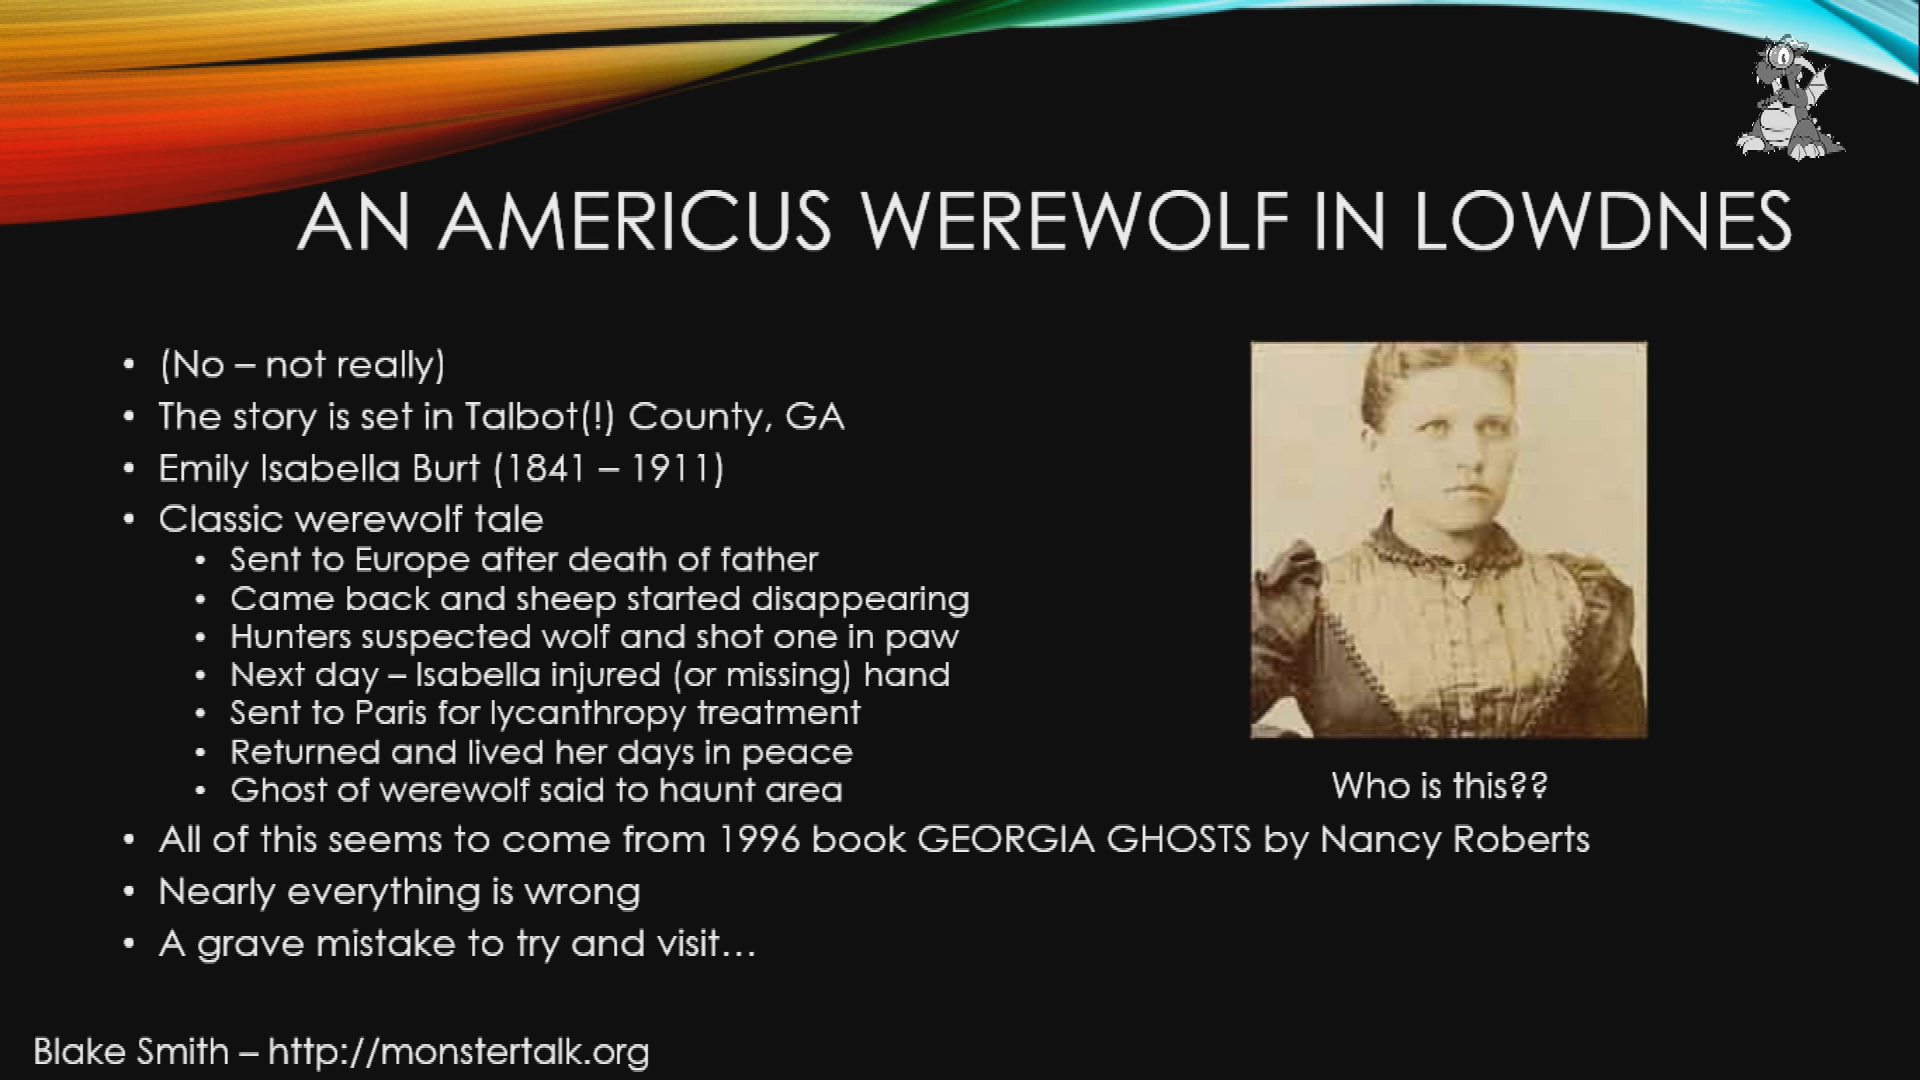 AN AMERICUS WEREWOLF IN LOWDNES
• (No – not really)
• The story is set in Talbot(!) County, GA
• Emily Isabella Burt (1841 – 1911)
• Classic werewolf tale
• Sent to Europe after death of father
• Came back and sheep started disappearing
• Hunters suspected wolf and shot one in paw
• Next day – Isabella injured (or missing) hand
• Sent to Paris for lycanthropy treatment
• Returned and lived her days in peace
• Ghost of werewolf said to haunt area
Who is this??
• All of this seems to come from 1996 book GEORGIA GHOSTS by Nancy Roberts
• Nearly everything is wrong
• A grave mistake to try and visit…
Blake Smith – http://monstertalk.org